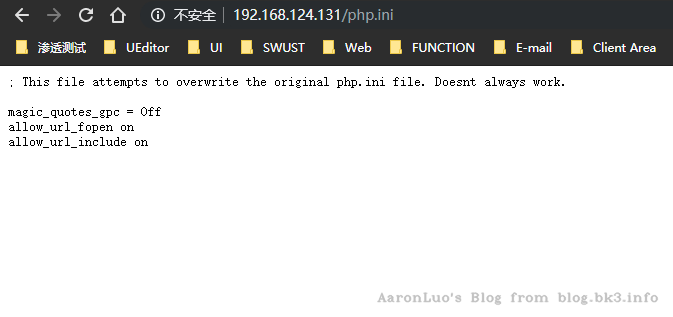 不安全 192.168.124.131/php.ini
渗透测试 UEditor UI SWUST Web FUNCTION E-mail Client Area
; This file attempts to overwrite the original php.ini file. Doesnt always work.
magic_quotes_gpc = Off
allow_url_fopen on
allow_url_include on
AaronLuo's Blog from blog.bk3.info